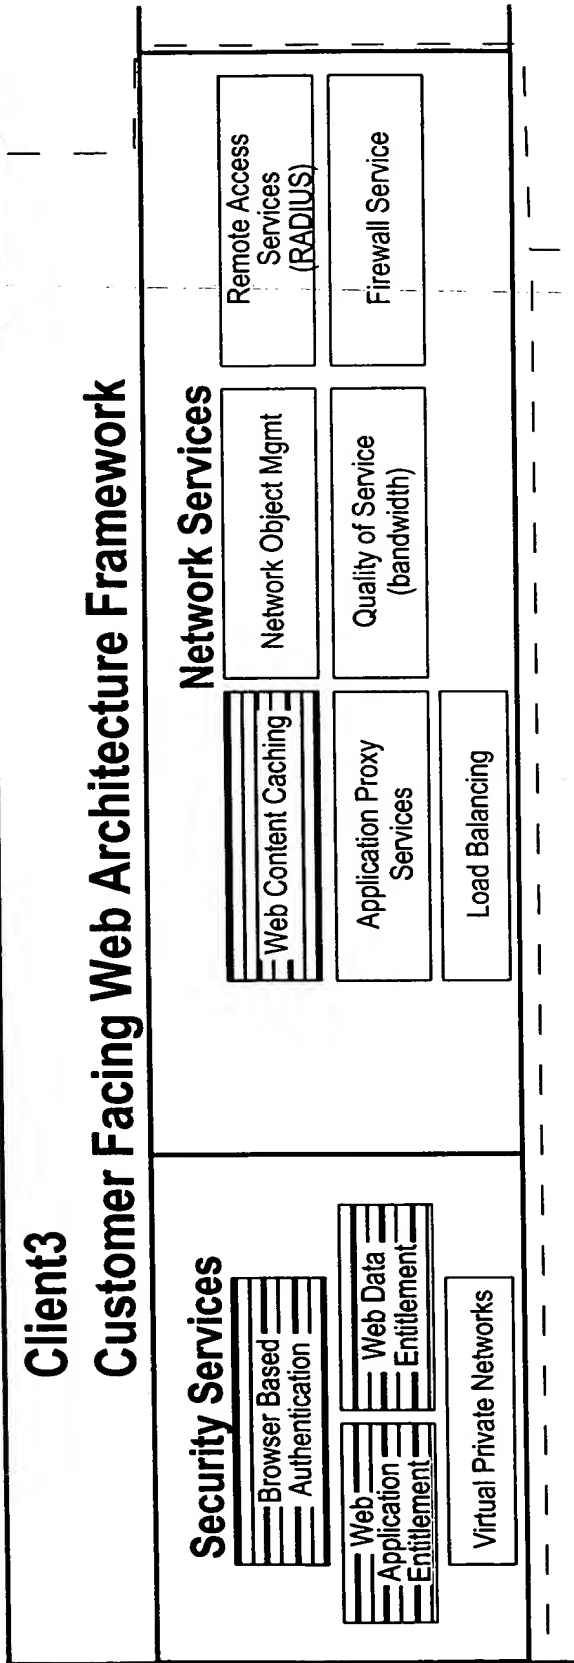 Client3
Customer Facing Web Architecture Framework
Security Services
Browser Based
Authentication
Web
Application
Entitlement
Web Data
Entitlement
Virtual Private Networks
Network Services
Web Content Caching
Network Object Mgmt
Remote Access
Services
(RADIUS)
Application Proxy
Services
Quality of Service
(bandwidth)
Firewall Service
Load Balancing